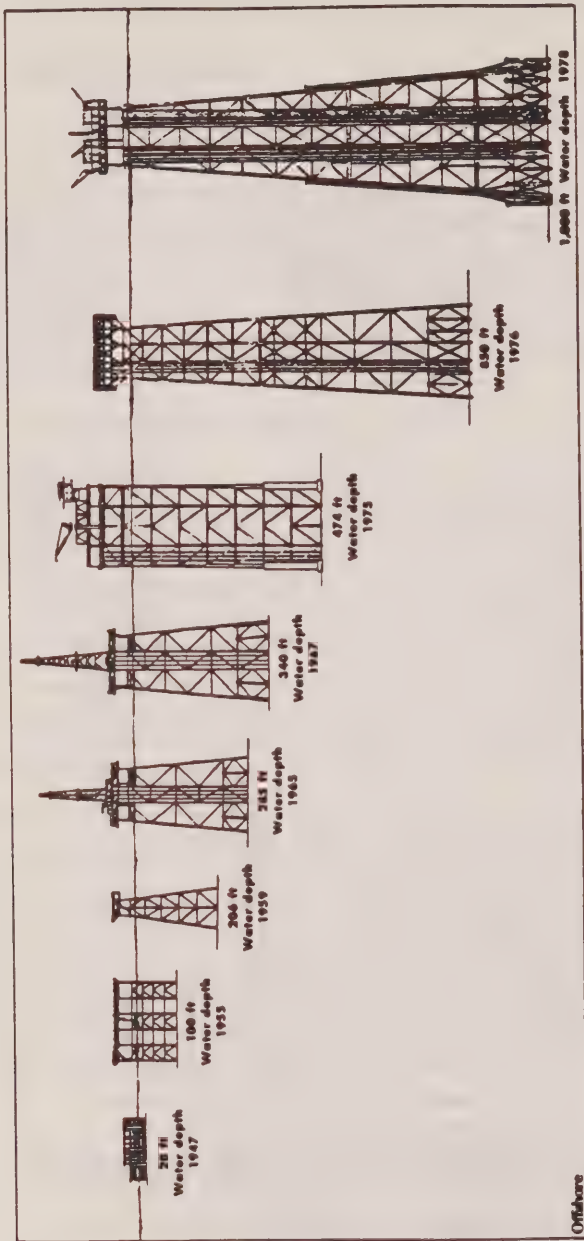 20 ft
Water depth
1947
100 ft
Water depth
1955
206 ft
Water depth
1959
285 ft
Water depth
1965
340 ft
Water depth
1967
474 ft
Water depth
1975
850 ft
Water depth
1976
1,000 ft Water depth 1978
Offshore